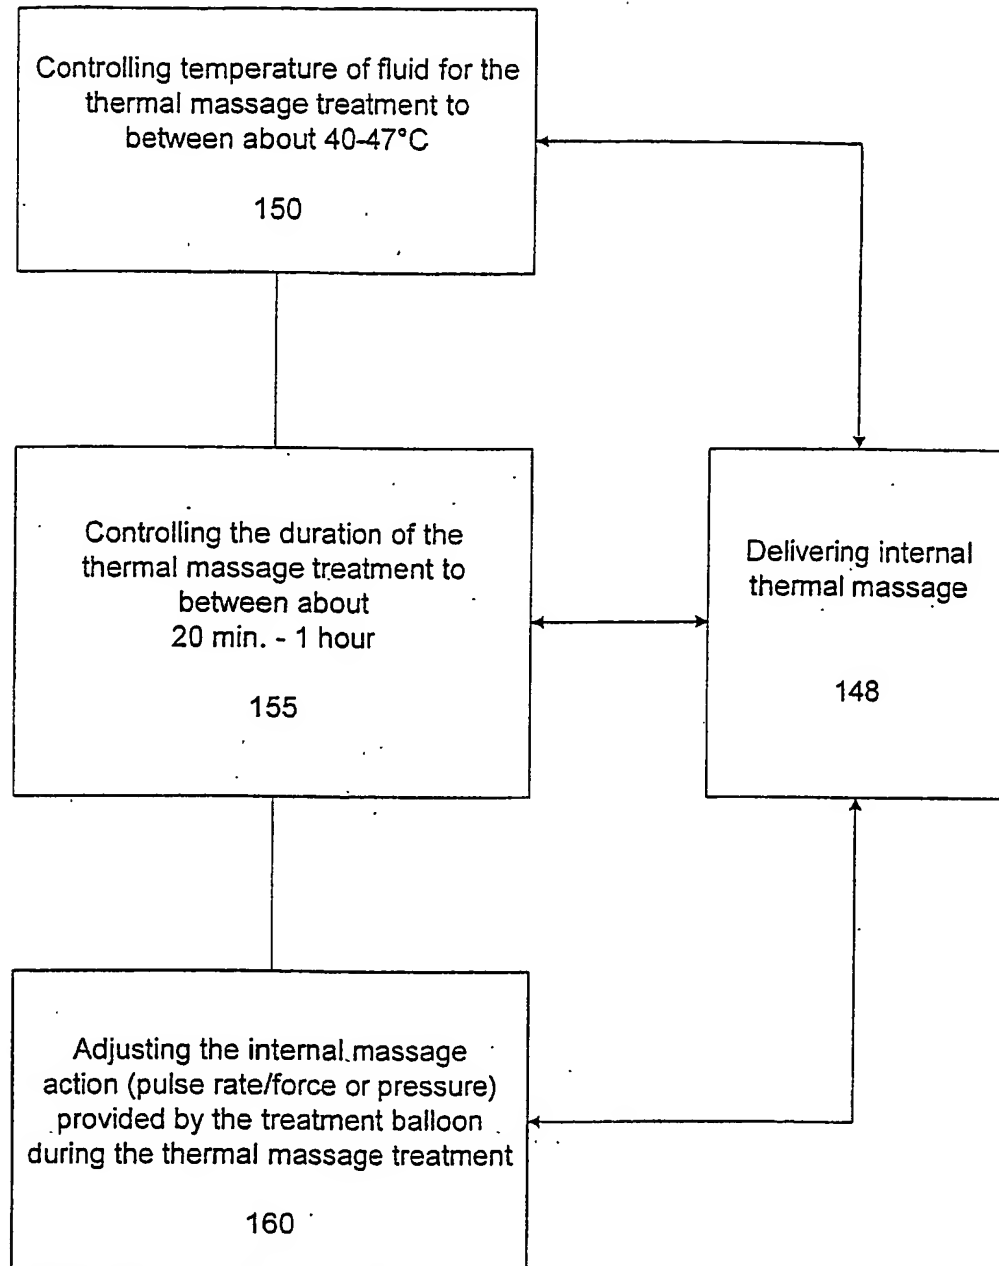 Controlling temperature of fluid for the
thermal massage treatment to
between about 40-47°C
150
Controlling the duration of the
thermal massage treatment to
between about
20 min. - 1 hour
155
Delivering internal
thermal massage
148
Adjusting the internal massage
action (pulse rate/force or pressure)
provided by the treatment balloon
during the thermal massage treatment
160